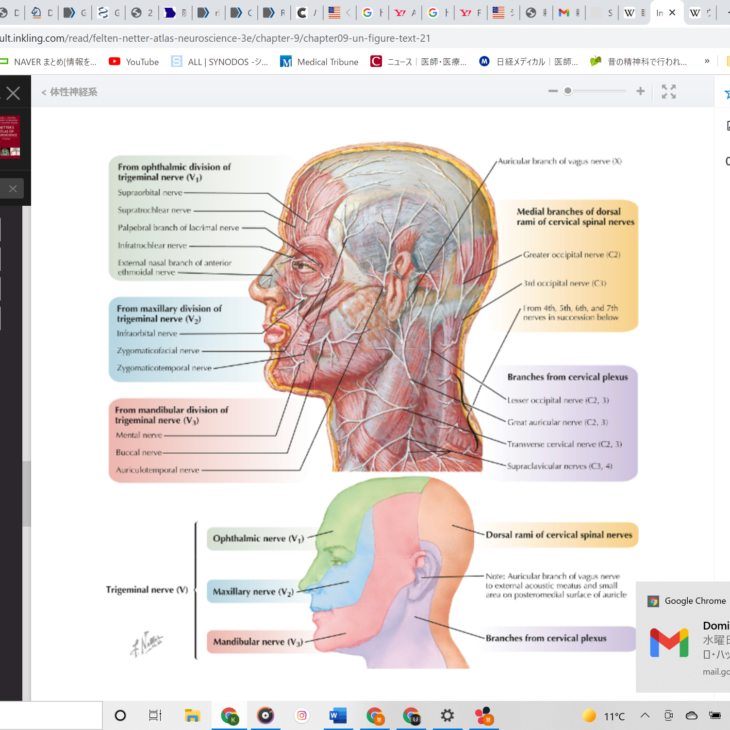 ult.inkling.com/read/felten-netter-atlas-neuroscience-3e/chapter-9/chapter09-un-figure-text-21
NAVER まとめ|情報を...
YouTube
ALL | SYNODOS -シ...
Medical Tribune
ニュース｜医師・医療...
日経メディカル｜医師...
昔の精神科で行われ...
»
< 体性神経系
Auricular branch of vagus nerve (X)
From ophthalmic division of
trigeminal nerve (V1)
Supraorbital nerve
Supratrochlear nerve
Palpebral branch of lacrimal nerve
Infratrochlear nerve
External nasal branch of anterior
ethmoidal nerve
From maxillary division of
trigeminal nerve (V2)
Infraorbital nerve
Zygomaticofacial nerve
Zygomaticotemporal nerve
From mandibular division of
trigeminal nerve (V3)
Mental nerve
Buccal nerve
Auriculotemporal nerve
Medial branches of dorsal
rami of cervical spinal nerves
Greater occipital nerve (C2)
3rd occipital nerve (C3)
From 4th, 5th, 6th, and 7th
nerves in succession below
Branches from cervical plexus
Lesser occipital nerve (C2, 3)
Great auricular nerve (C2, 3)
Transverse cervical nerve (C2, 3)
Supraclavicular nerves (C3, 4)
Trigeminal nerve (V)
Ophthalmic nerve (V1)
Maxillary nerve (V2)
Mandibular nerve (V3)
Dorsal rami of cervical spinal nerves
Note: Auricular branch of vagus nerve
to external acoustic meatus and small
area on posteromedial surface of auricle
Branches from cervical plexus
Google Chrome
Domi
水曜日
ロ・ハッ
mail.go
11°C